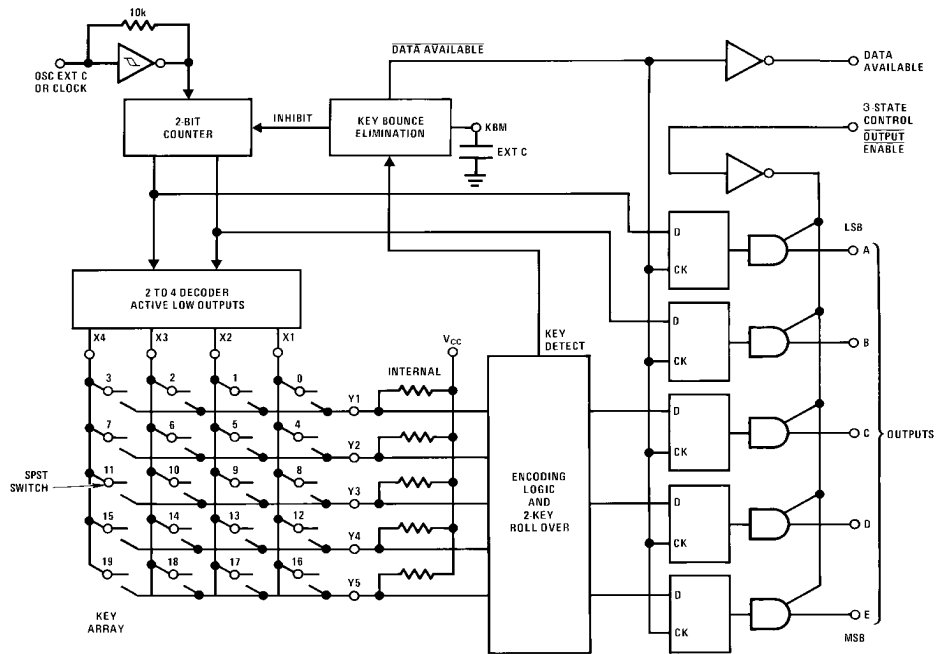 10k
DATA AVAILABLE
DATA
AVAILABLE
OSC EXT C
OR CLOCK
2-BIT
COUNTER
INHIBIT
KEY BOUNCE
ELIMINATION
KBM
EXT C
3-STATE
CONTROL
OUTPUT
ENABLE
D
CK
LSB
A
2 TO 4 DECODER
ACTIVE LOW OUTPUTS
X4 X3 X2 X1
VCC
KEY
DETECT
D
CK
B
INTERNAL
3 2 1 0
Y1
7 6 5 4
Y2
SPST
SWITCH
11 10 9 8
Y3
15 14 13 12
Y4
19 18 17 16
Y5
KEY
ARRAY
ENCODING
LOGIC
AND
2-KEY
ROLL OVER
D
CK
C
OUTPUTS
D
CK
D
D
CK
E
MSB